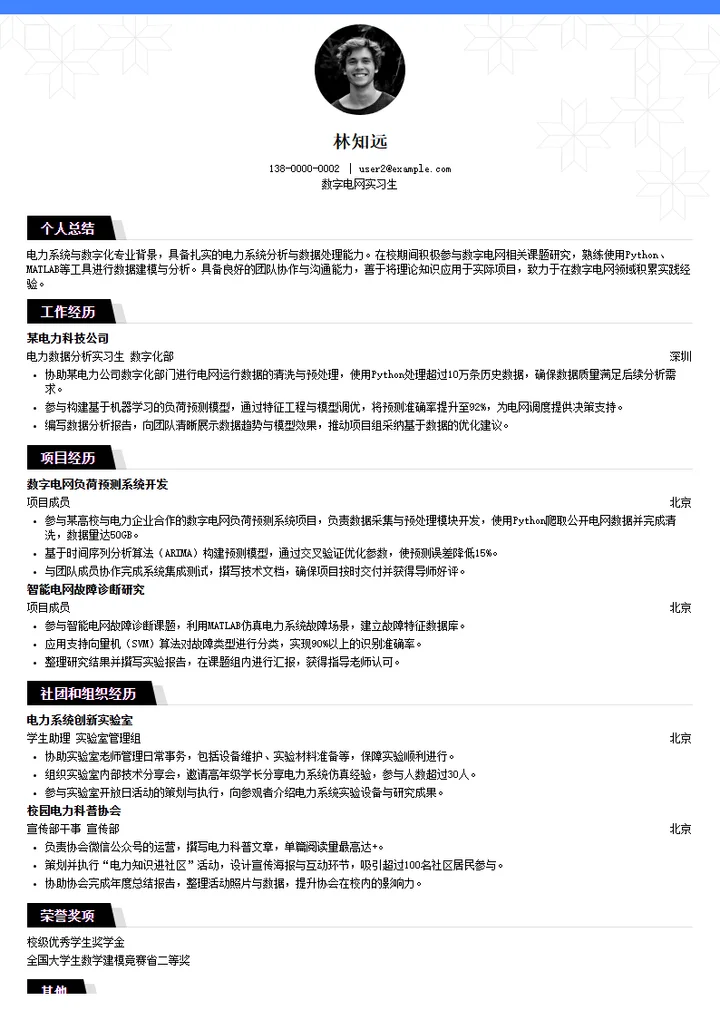 林知远
138-0000-0002 | user2@example.com
数字电网实习生
个人总结
电力系统与数字化专业背景，具备扎实的电力系统分析与数据处理能力。在校期间积极参与数字电网相关课题研究，熟练使用Python、
MATLAB等工具进行数据建模与分析。具备良好的团队协作与沟通能力，善于将理论知识应用于实际项目，致力于在数字电网领域积累实践经
验。
工作经历
某电力科技公司
电力数据分析实习生 数字化部 深圳
• 协助某电力公司数字化部门进行电网运行数据的清洗与预处理，使用Python处理超过10万条历史数据，确保数据质量满足后续分析需
求。
• 参与构建基于机器学习的负荷预测模型，通过特征工程与模型调优，将预测准确率提升至92%，为电网调度提供决策支持。
• 编写数据分析报告，向团队清晰展示数据趋势与模型效果，推动项目组采纳基于数据的优化建议。
项目经历
数字电网负荷预测系统开发
项目成员 北京
• 参与某高校与电力企业合作的数字电网负荷预测系统项目，负责数据采集与预处理模块开发，使用Python爬取公开电网数据并完成清
洗，数据量达50GB。
• 基于时间序列分析算法（ARIMA）构建预测模型，通过交叉验证优化参数，使预测误差降低15%。
• 与团队成员协作完成系统集成测试，撰写技术文档，确保项目按时交付并获得导师好评。
智能电网故障诊断研究
项目成员 北京
• 参与智能电网故障诊断课题，利用MATLAB仿真电力系统故障场景，建立故障特征数据库。
• 应用支持向量机（SVM）算法对故障类型进行分类，实现90%以上的识别准确率。
• 整理研究结果并撰写实验报告，在课题组内进行汇报，获得指导老师认可。
社团和组织经历
电力系统创新实验室
学生助理 实验室管理组 北京
• 协助实验室老师管理日常事务，包括设备维护、实验材料准备等，保障实验顺利进行。
• 组织实验室内部技术分享会，邀请高年级学长分享电力系统仿真经验，参与人数超过30人。
• 参与实验室开放日活动的策划与执行，向参观者介绍电力系统实验设备与研究成果。
校园电力科普协会
宣传部干事 宣传部 北京
• 负责协会微信公众号的运营，撰写电力科普文章，单篇阅读量最高达+。
• 策划并执行“电力知识进社区”活动，设计宣传海报与互动环节，吸引超过100名社区居民参与。
• 协助协会完成年度总结报告，整理活动照片与数据，提升协会在校内的影响力。
荣誉奖项
校级优秀学生奖学金
全国大学生数学建模竞赛省二等奖
其他